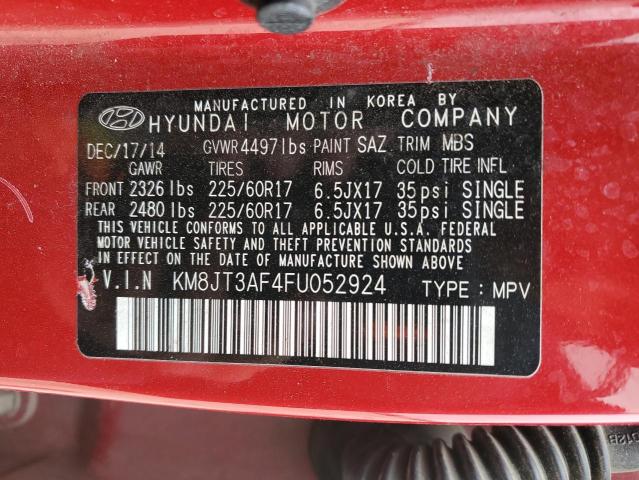 MANUFACTURED IN KOREA BY
HYUNDAI MOTOR COMPANY
DEC/17/14 GVWR 4497lbs PAINT SAZ TRIM MBS
GAWR TIRES RIMS COLD TIRE INFL
FRONT 2326 lbs 225/60R17 6.5JX17 35psi SINGLE
REAR 2480 lbs 225/60R17 6.5JX17 35psi SINGLE
THIS VEHICLE CONFORMS TO ALL APPLICABLE U.S.A. FEDERAL
MOTOR VEHICLE SAFETY AND THEFT PREVENTION STANDARDS
IN EFFECT ON THE DATE OF MANUFACTURE SHOWN ABOVE
V.I.N KM8JT3AF4FU052924 TYPE : MPV